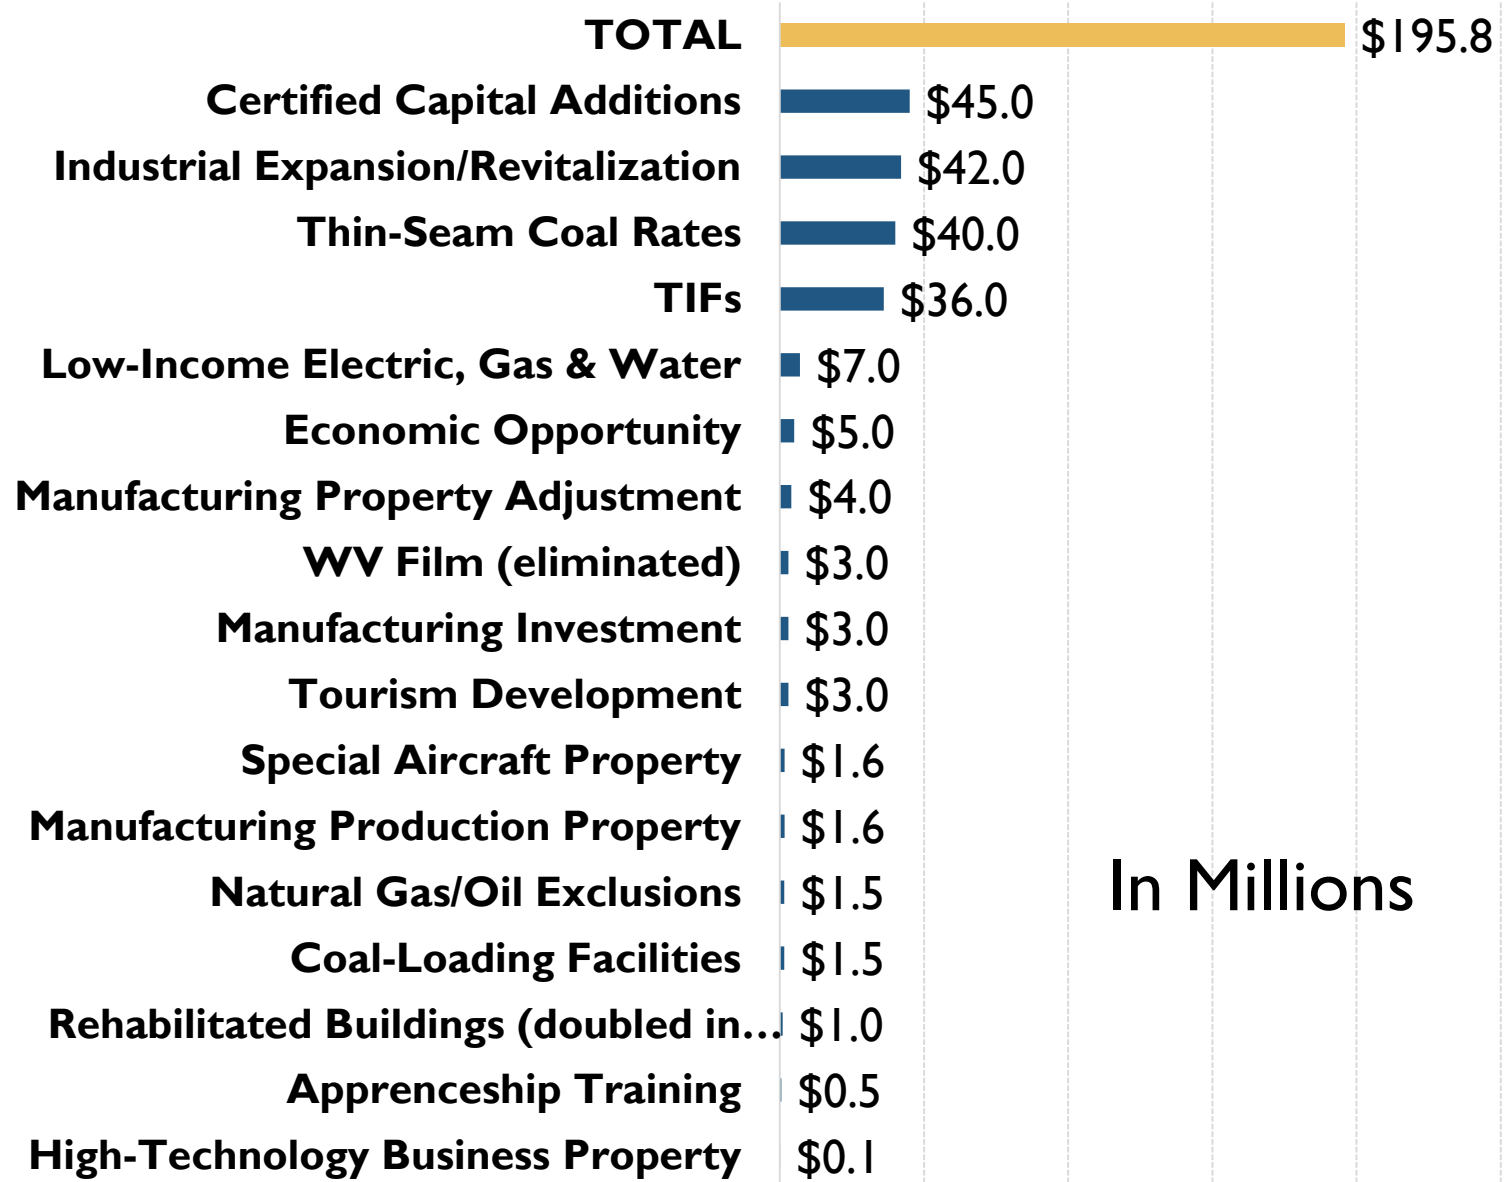 TOTAL $195.8
Certified Capital Additions $45.0
Industrial Expansion/Revitalization $42.0
Thin-Seam Coal Rates $40.0
TIFs $36.0
Low-Income Electric, Gas & Water $7.0
Economic Opportunity $5.0
Manufacturing Property Adjustment $4.0
WV Film (eliminated) $3.0
Manufacturing Investment $3.0
Tourism Development $3.0
Special Aircraft Property $1.6
Manufacturing Production Property $1.6
Natural Gas/Oil Exclusions $1.5
In Millions
Coal-Loading Facilities $1.5
Rehabilitated Buildings (doubled in… $1.0
Apprenceship Training $0.5
High-Technology Business Property $0.1